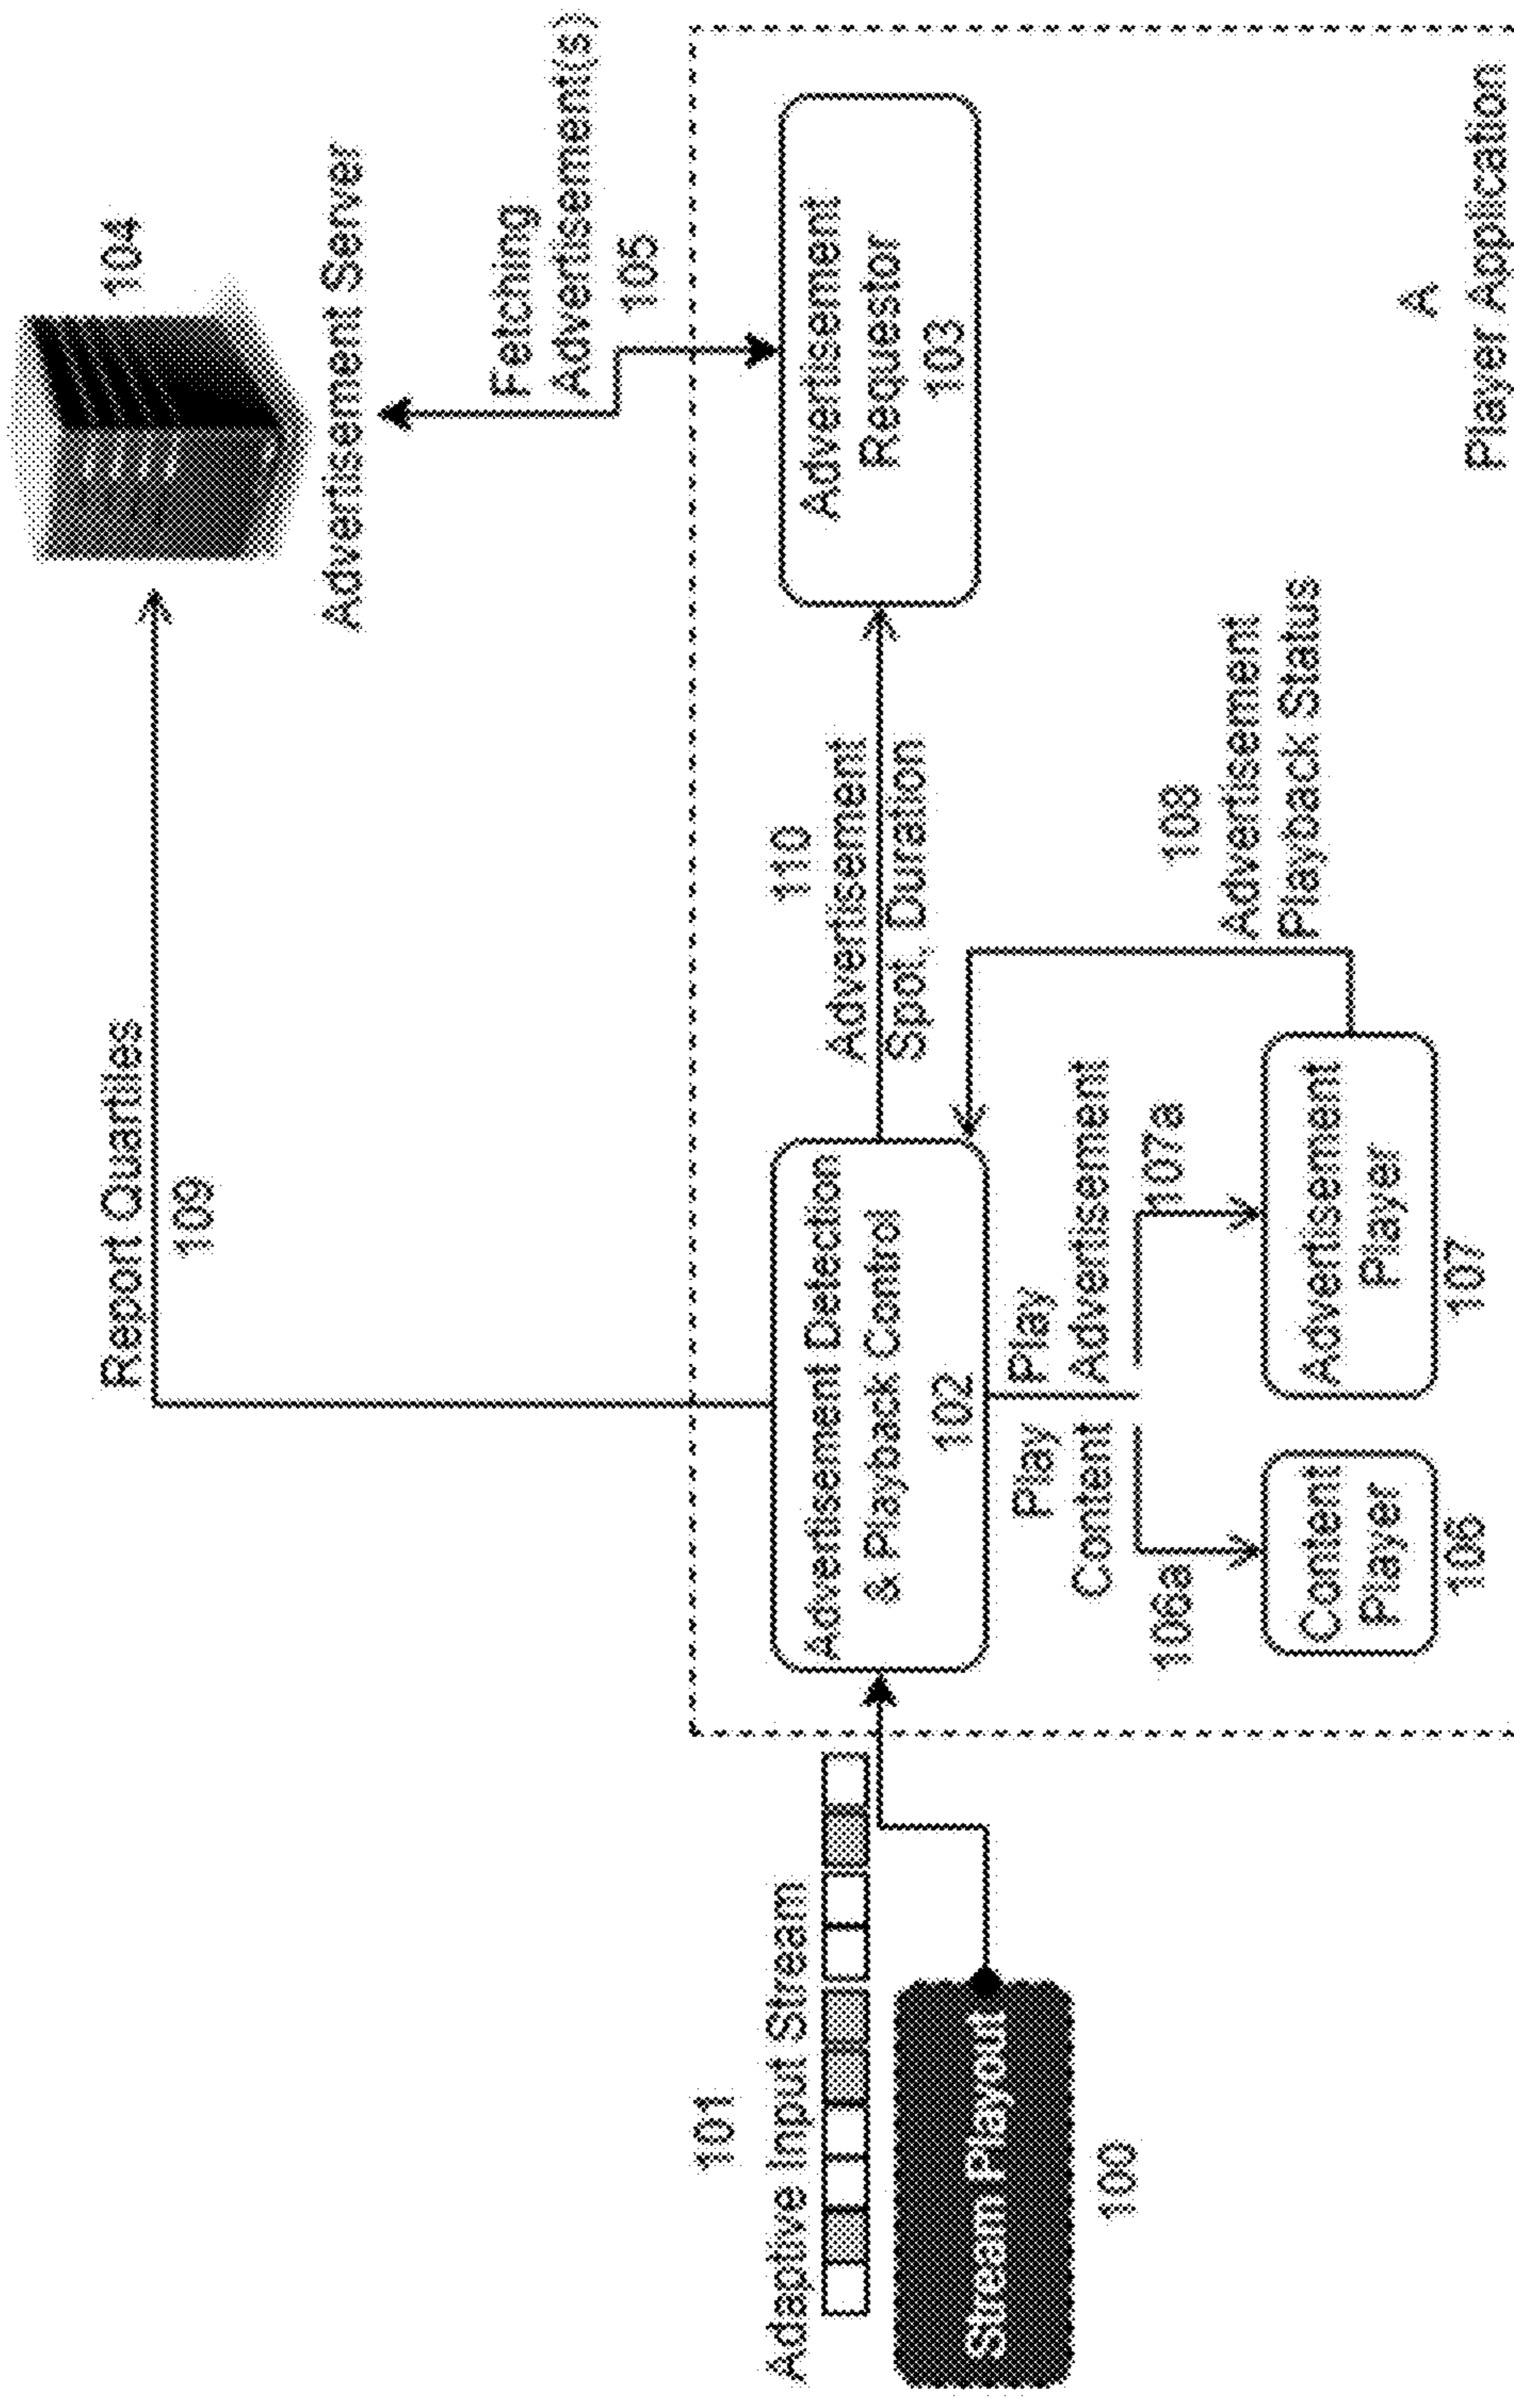 104
Advertisement Server
Report Quartiles
109
Fetching
Advertisement(s)
105
101
Adaptive Input Stream
Stream Playout
100
Advertisement Detection
& Playback Control
102
110
Advertisement
Spot, Duration
Advertisement
Requestor
103
Play
Content
Play
Advertisement
106a
107a
108
Advertisement
Playback Status
Content
Player
106
Advertisement
Player
107
A
Player Application